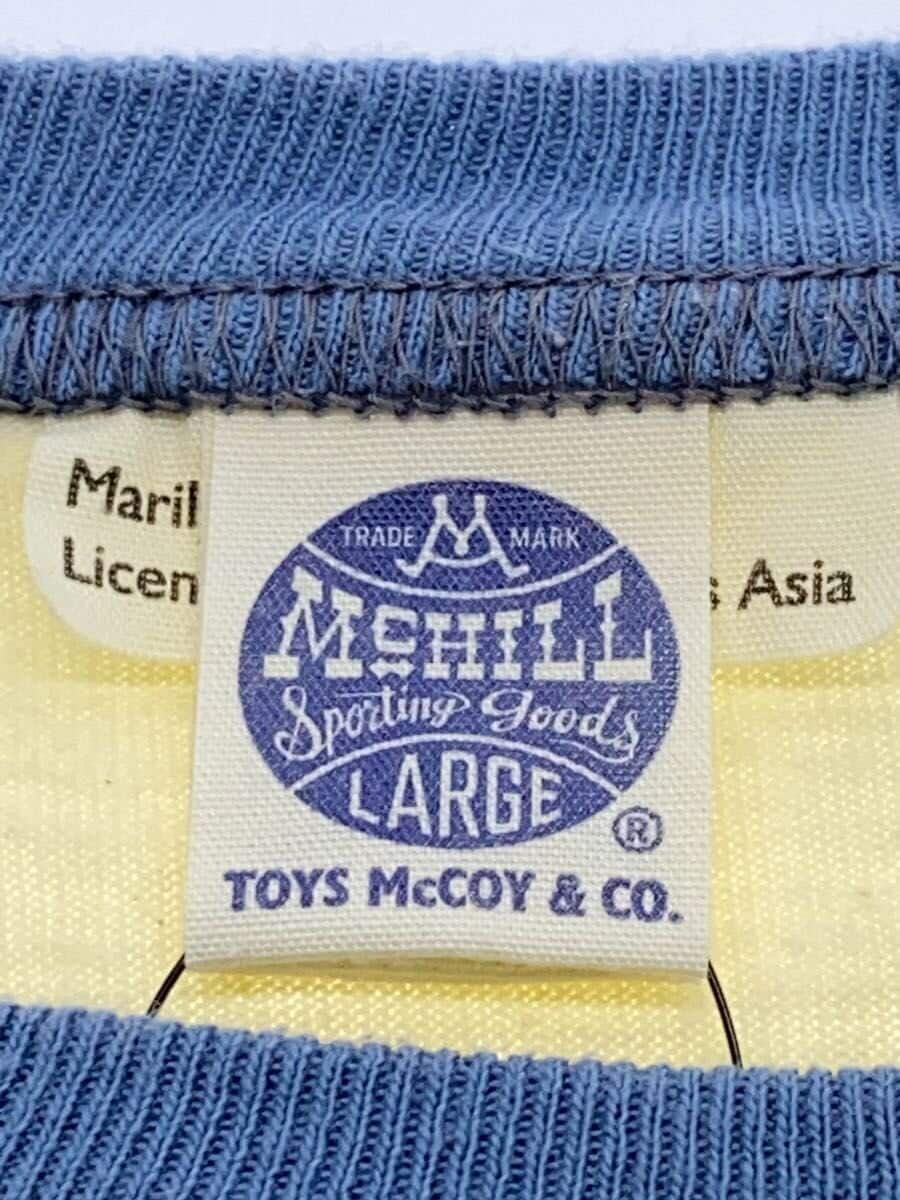 Maril
Licen
s Asia
TRADE M MARK
McHILL
Sporting Goods
LARGE
®
TOYS McCOY & CO.